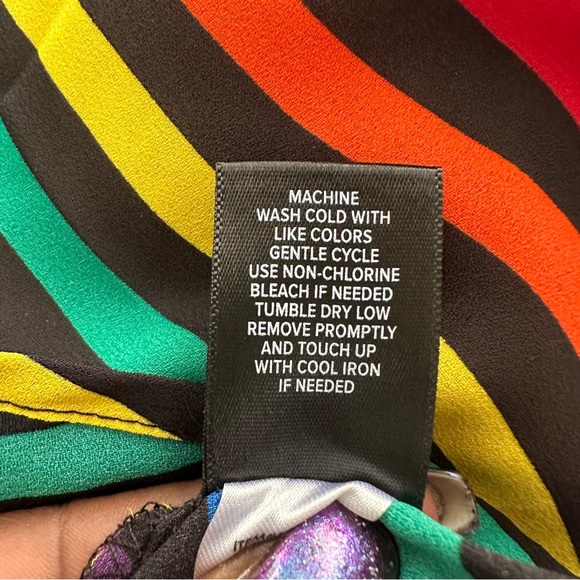 MACHINE
WASH COLD WITH
LIKE COLORS
GENTLE CYCLE
USE NON-CHLORINE
BLEACH IF NEEDED
TUMBLE DRY LOW
REMOVE PROMPTLY
AND TOUCH UP
WITH COOL IRON
IF NEEDED